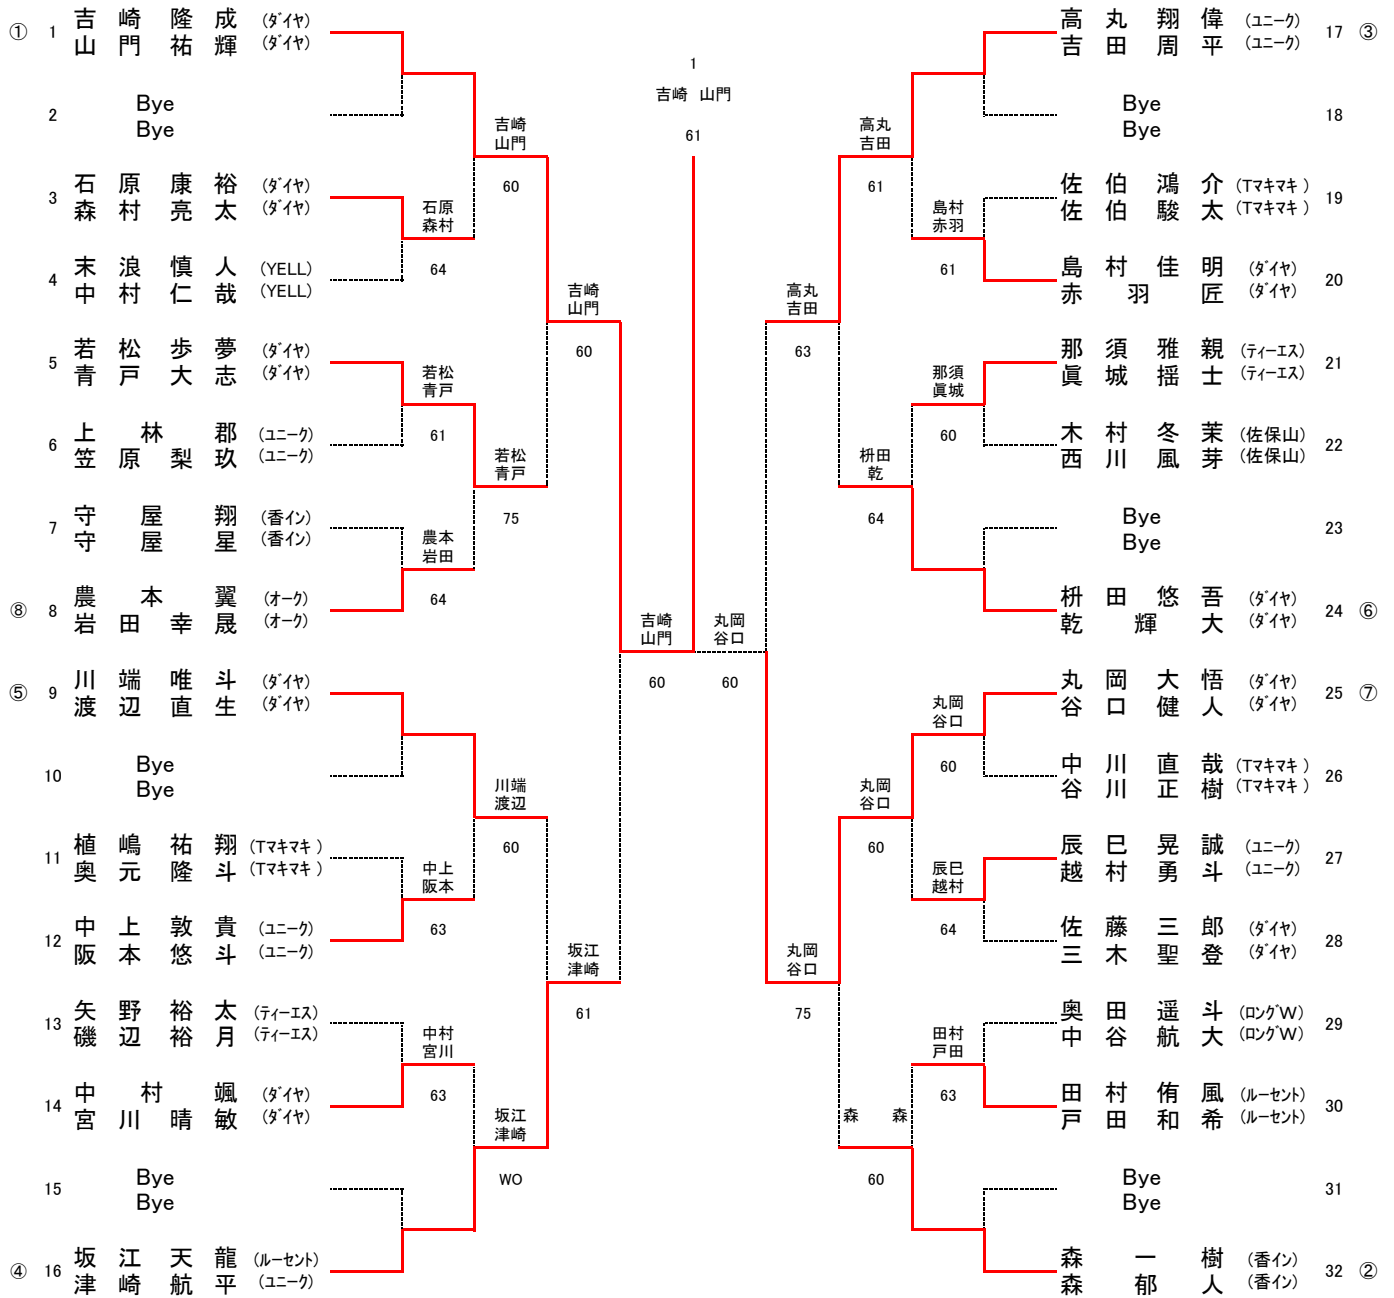 ① 1 吉崎隆成 (ダイヤ)
山門祐輝 (ダイヤ)
2 Bye
Bye
3 石原康裕 (ダイヤ)
森村亮太 (ダイヤ)
4 末浪慎人 (YELL)
中村仁哉 (YELL)
5 若松歩夢 (ダイヤ)
青戸大志 (ダイヤ)
6 上林郡 (ユニーク)
笠原梨玖 (ユニーク)
7 守屋翔 (香イン)
守屋星 (香イン)
⑧ 8 農本翼 (オーク)
岩田幸晟 (オーク)
⑤ 9 川端唯斗 (ダイヤ)
渡辺直生 (ダイヤ)
10 Bye
Bye
11 植嶋祐翔 (Tマキマキ)
奥元隆斗 (Tマキマキ)
12 中上敦貴 (ユニーク)
阪本悠斗 (ユニーク)
13 矢野裕太 (ティーエス)
磯辺裕月 (ティーエス)
14 中村颯 (ダイヤ)
宮川晴敏 (ダイヤ)
15 Bye
Bye
④ 16 坂江天龍 (ルーセント)
津崎航平 (ユニーク)
石原
森村
64
若松
青戸
61
農本
岩田
64
中上
阪本
63
中村
宮川
63
吉崎
山門
60
若松
青戸
75
川端
渡辺
60
坂江
津崎
WO
吉崎
山門
60
坂江
津崎
61
吉崎
山門
60
1
吉崎 山門
61
丸岡
谷口
60
高丸
吉田
63
丸岡
谷口
75
高丸
吉田
61
枡田
乾
64
丸岡
谷口
60
森 森
60
島村
赤羽
61
那須
眞城
60
丸岡
谷口
60
辰巳
越村
64
田村
戸田
63
高丸翔偉 (ユニーク) 17 ③
吉田周平 (ユニーク)
Bye 18
Bye
佐伯鴻介 (Tマキマキ) 19
佐伯駿太 (Tマキマキ)
島村佳明 (ダイヤ) 20
赤羽匠 (ダイヤ)
那須雅親 (ティーエス) 21
眞城揺士 (ティーエス)
木村冬茉 (佐保山) 22
西川風芽 (佐保山)
Bye 23
Bye
枡田悠吾 (ダイヤ) 24 ⑥
乾輝大 (ダイヤ)
丸岡大悟 (ダイヤ) 25 ⑦
谷口健人 (ダイヤ)
中川直哉 (Tマキマキ) 26
谷川正樹 (Tマキマキ)
辰巳晃誠 (ユニーク) 27
越村勇斗 (ユニーク)
佐藤三郎 (ダイヤ) 28
三木聖登 (ダイヤ)
奥田遥斗 (ロングW) 29
中谷航大 (ロングW)
田村侑風 (ルーセント) 30
戸田和希 (ルーセント)
Bye 31
Bye
森一樹 (香イン) 32 ②
森郁人 (香イン)